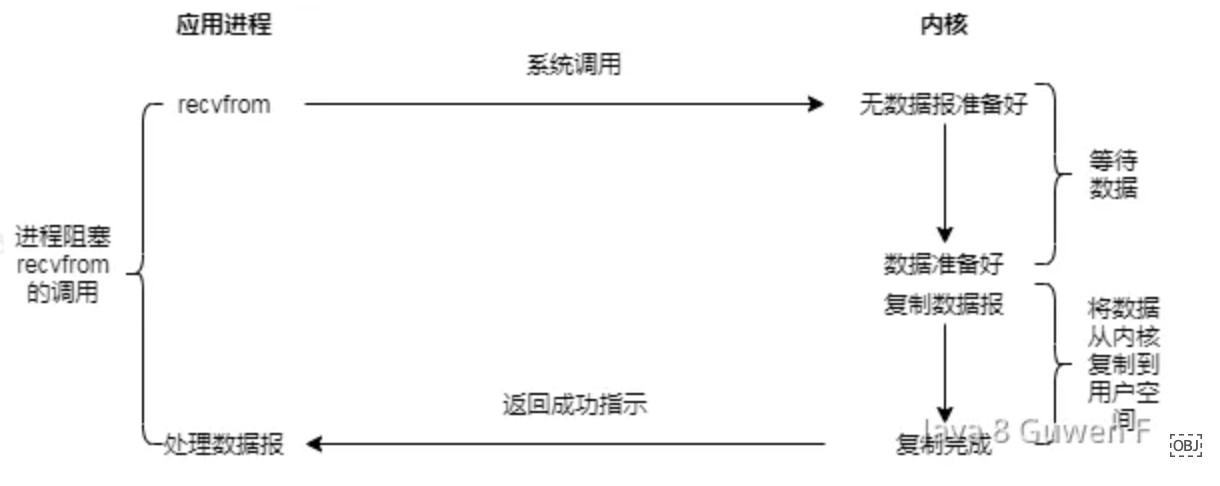 应用进程
内核
系统调用
recvfrom
无数据报准备好
等待
数据
进程阻塞
recvfrom
的调用
数据准备好
复制数据报
将数据
从内核
复制到
用户空
间
返回成功指示
处理数据报
复制完成
Java 8 Guwen F
OBJ